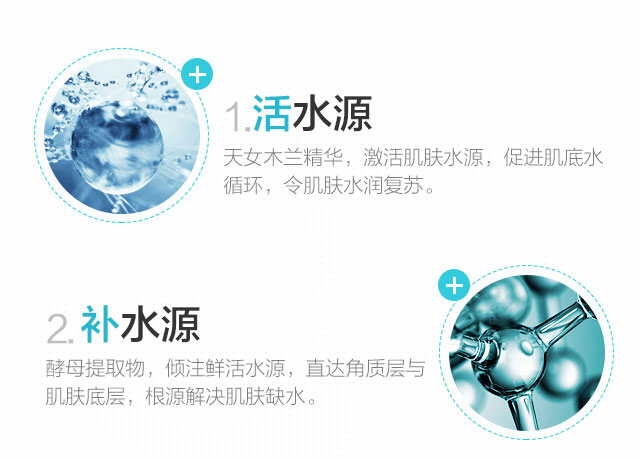 1.活水源
天女木兰精华，激活肌肤水源，促进肌底水
循环，令肌肤水润复苏。
2.补水源
酵母提取物，倾注鲜活水源，直达角质层与
肌肤底层，根源解决肌肤缺水。